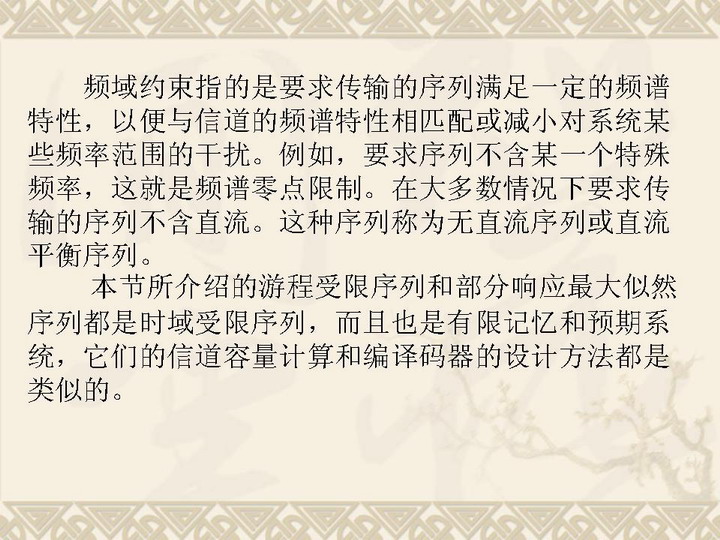 频域约束指的是要求传输的序列满足一定的频谱
特性，以便与信道的频谱特性相匹配或减小对系统某
些频率范围的干扰。例如，要求序列不含某一个特殊
频率，这就是频谱零点限制。在大多数情况下要求传
输的序列不含直流。这种序列称为无直流序列或直流
平衡序列。
本节所介绍的游程受限序列和部分响应最大似然
序列都是时域受限序列，而且也是有限记忆和预期系
统，它们的信道容量计算和编译码器的设计方法都是
类似的。